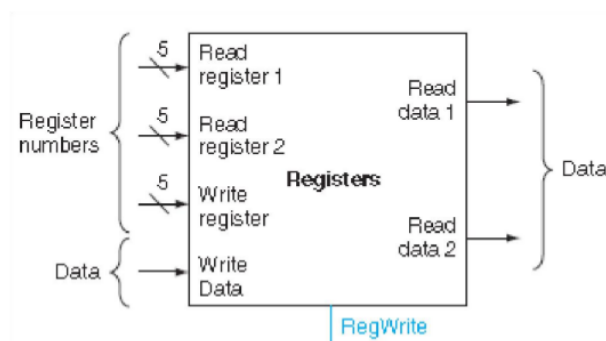 5
Read
register 1
5
Read
register 2
5
Write
register
Write
Data
Register
numbers
Data
Registers
Read
data 1
Read
data 2
Data
RegWrite